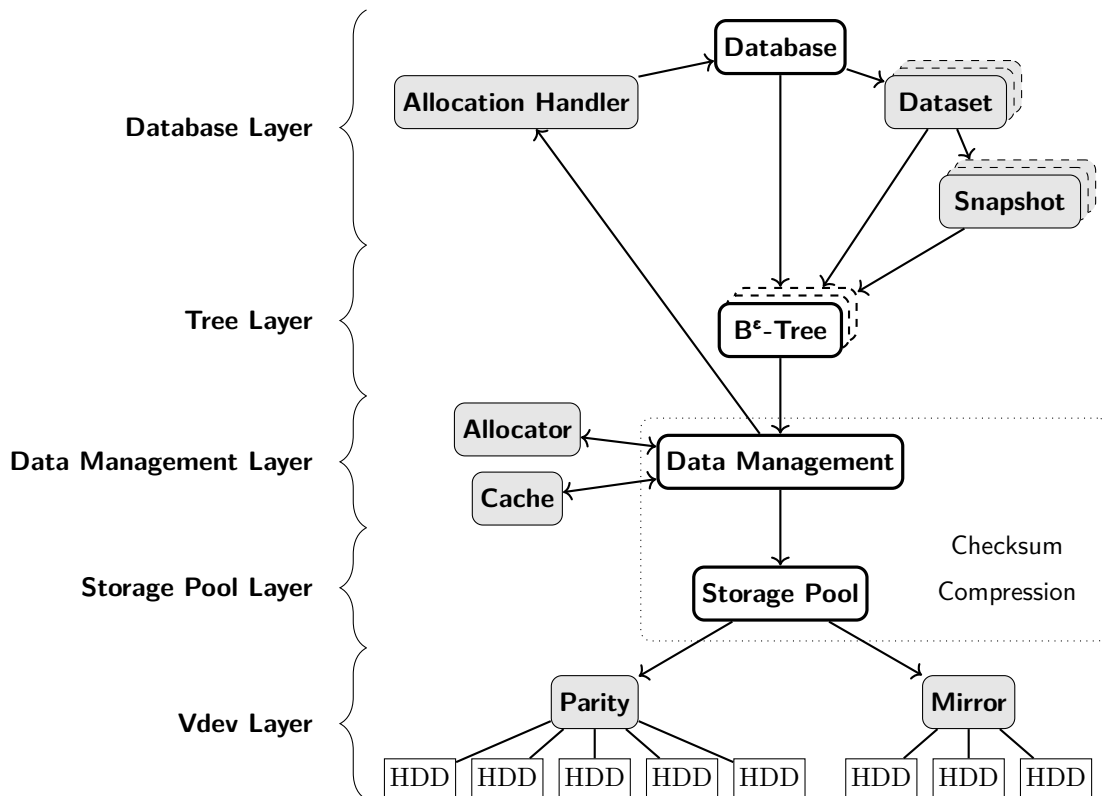 Database
Allocation Handler
Dataset
Database Layer
Snapshot
Tree Layer
Bᵋ-Tree
Allocator
Data Management Layer
Data Management
Cache
Checksum
Storage Pool Layer
Storage Pool
Compression
Parity
Mirror
Vdev Layer
HDD HDD HDD HDD HDD HDD HDD HDD